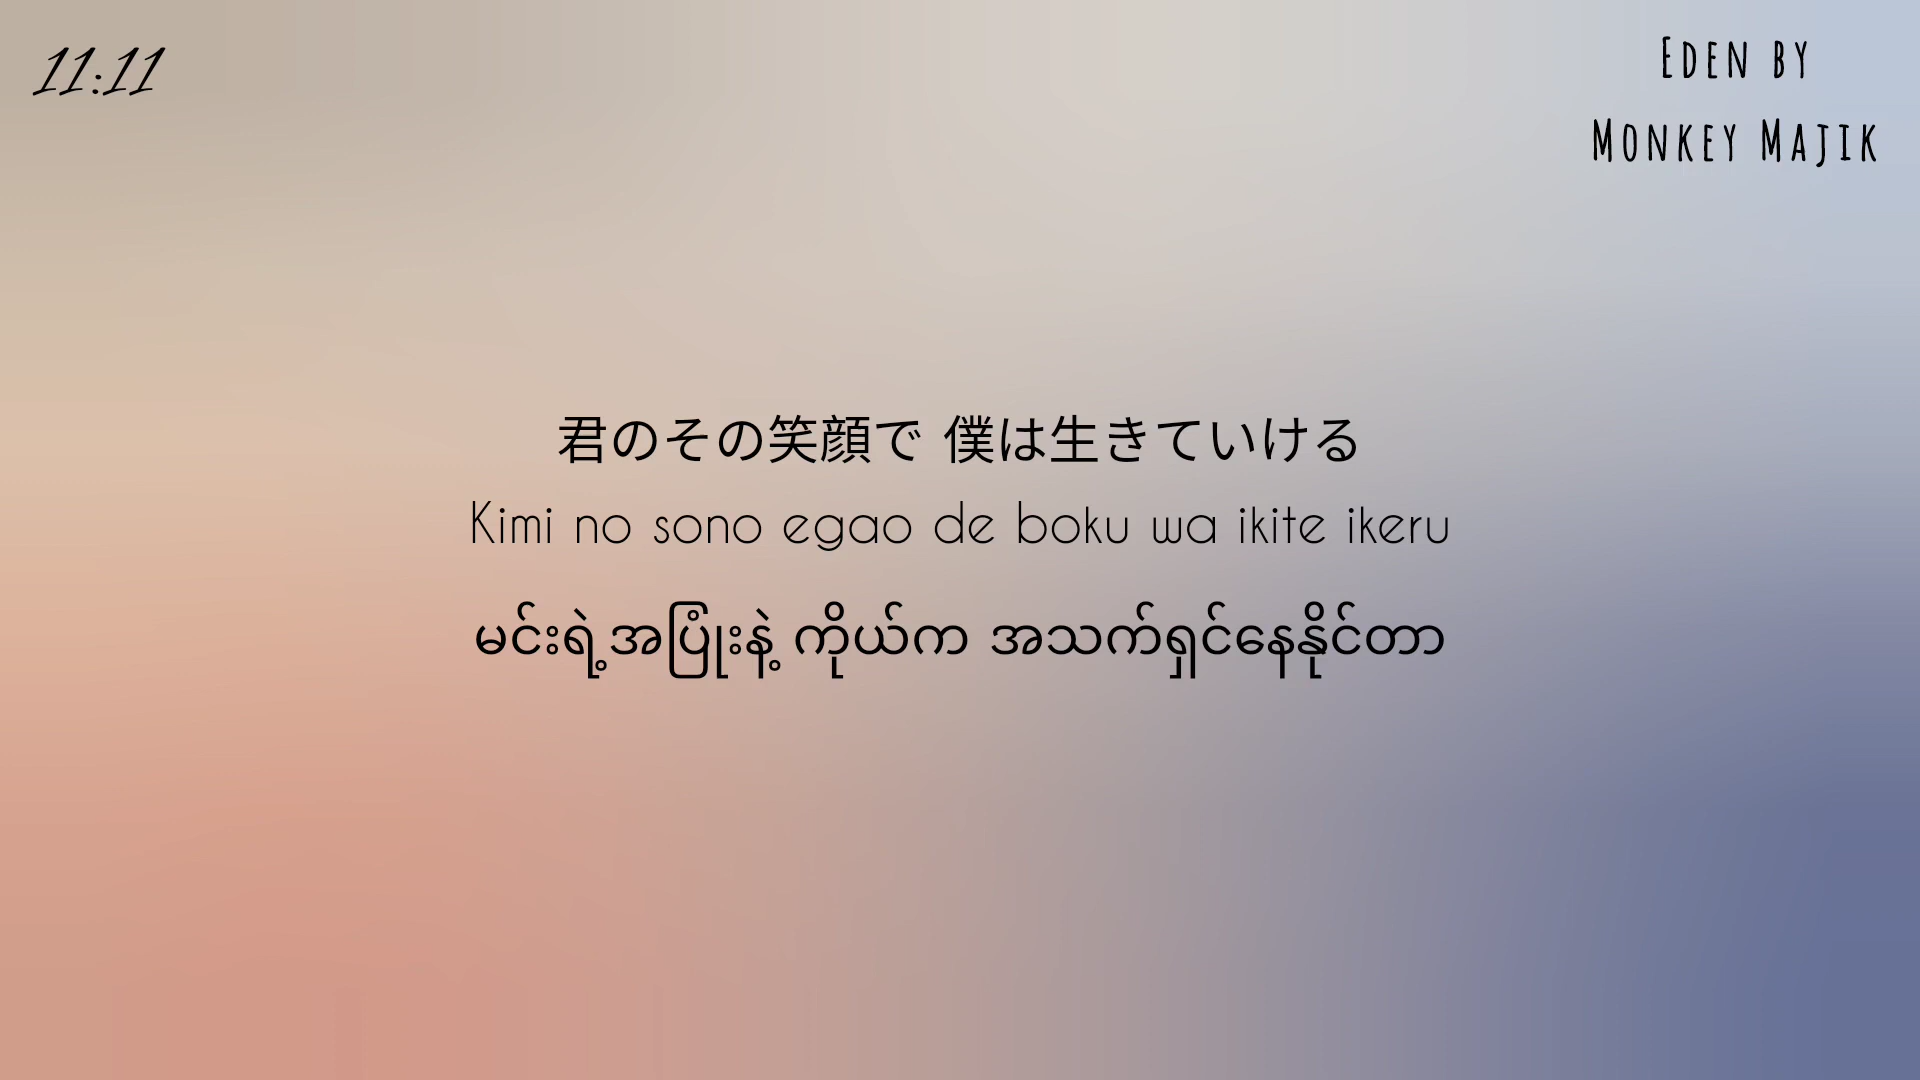 11:11
Eden by
Monkey Majik
君のその笑顔で 僕は生きていける
Kimi no sono egao de boku wa ikite ikeru
မင်းရဲ့အပြုံးနဲ့ ကိုယ်က အသက်ရှင်နေနိုင်တာ